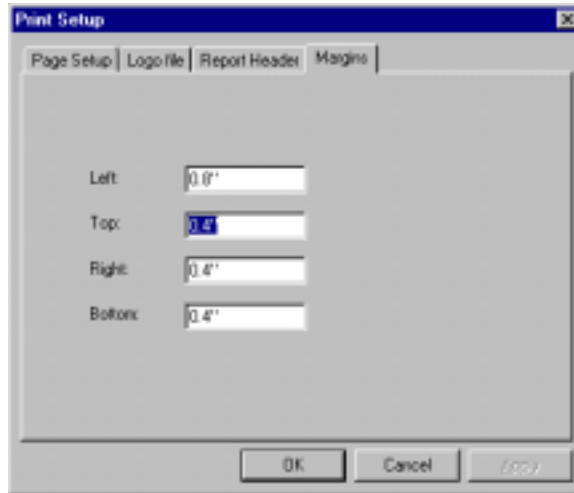 Print Setup
Page Setup Logo file Report Header Margins
Left: 0.8"
Top: 0.4"
Right: 0.4"
Bottom: 0.4"
OK Cancel Apply